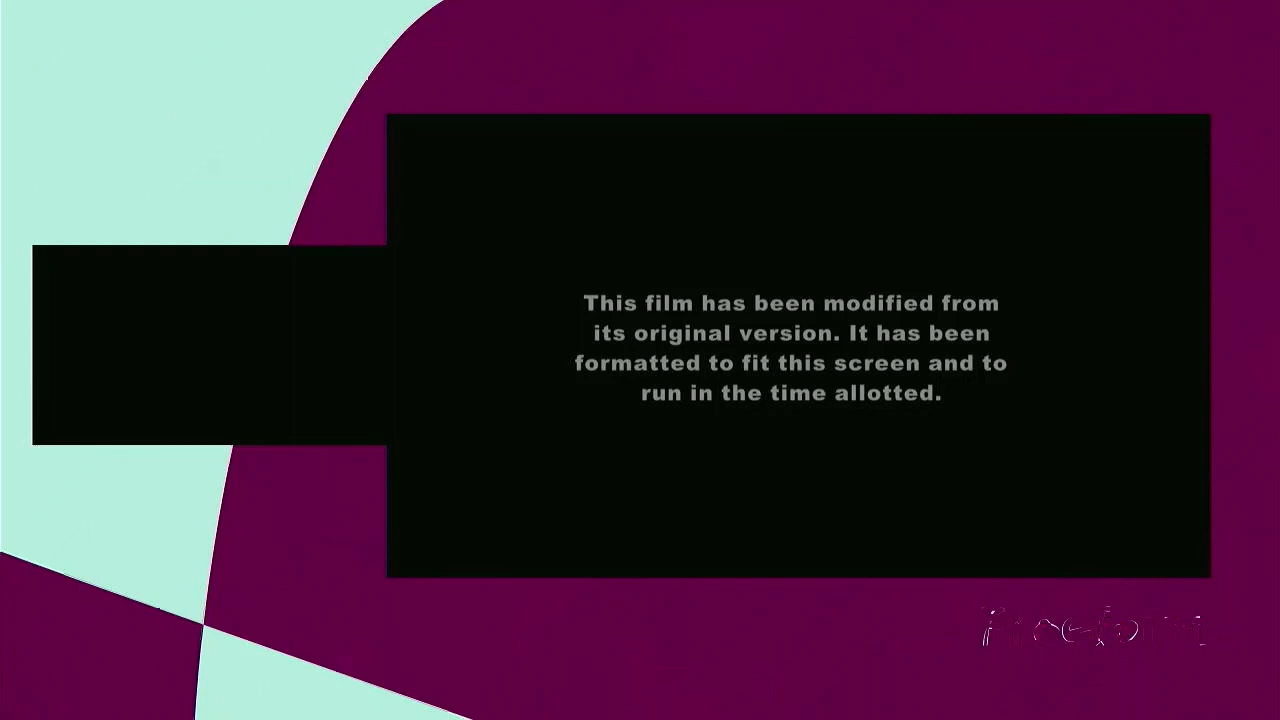 This film has been modified from
its original version. It has been
formatted to fit this screen and to
run in the time allotted.